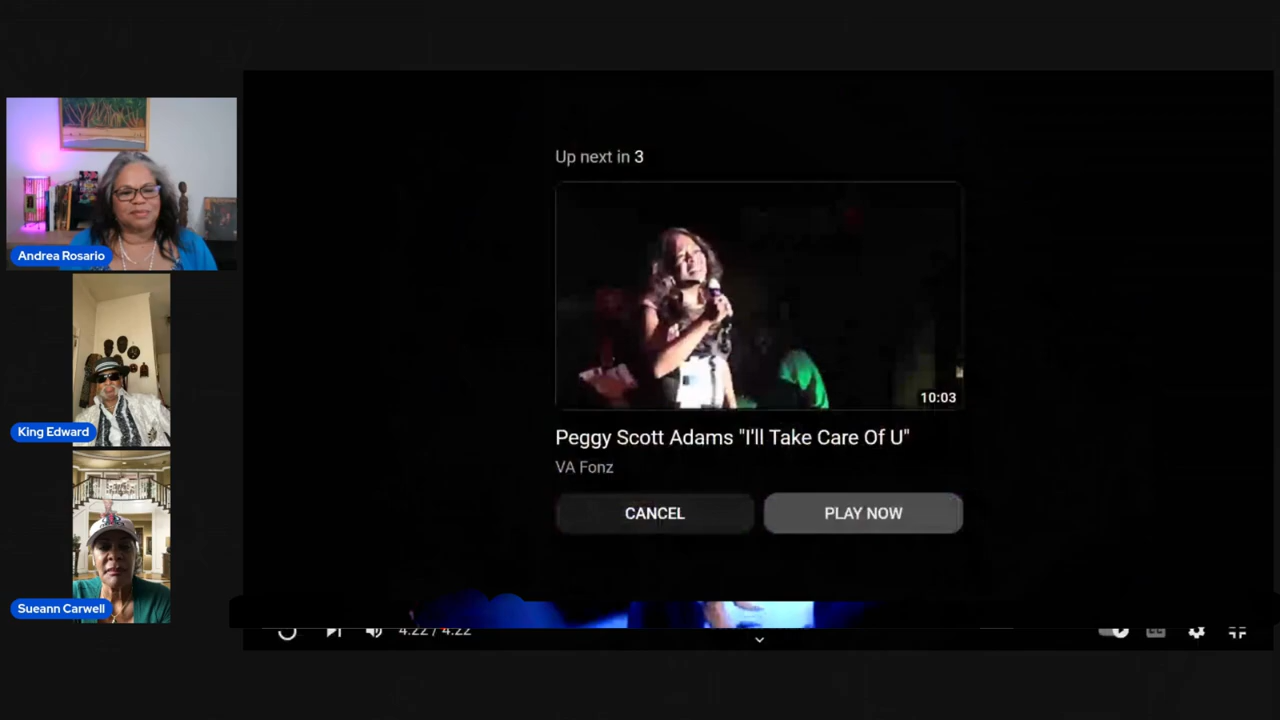 Andrea Rosario
King Edward
Sueann Carwell
Up next in 3
10:03
Peggy Scott Adams "I'll Take Care Of U"
VA Fonz
CANCEL
PLAY NOW
4:22 / 4:22
CC